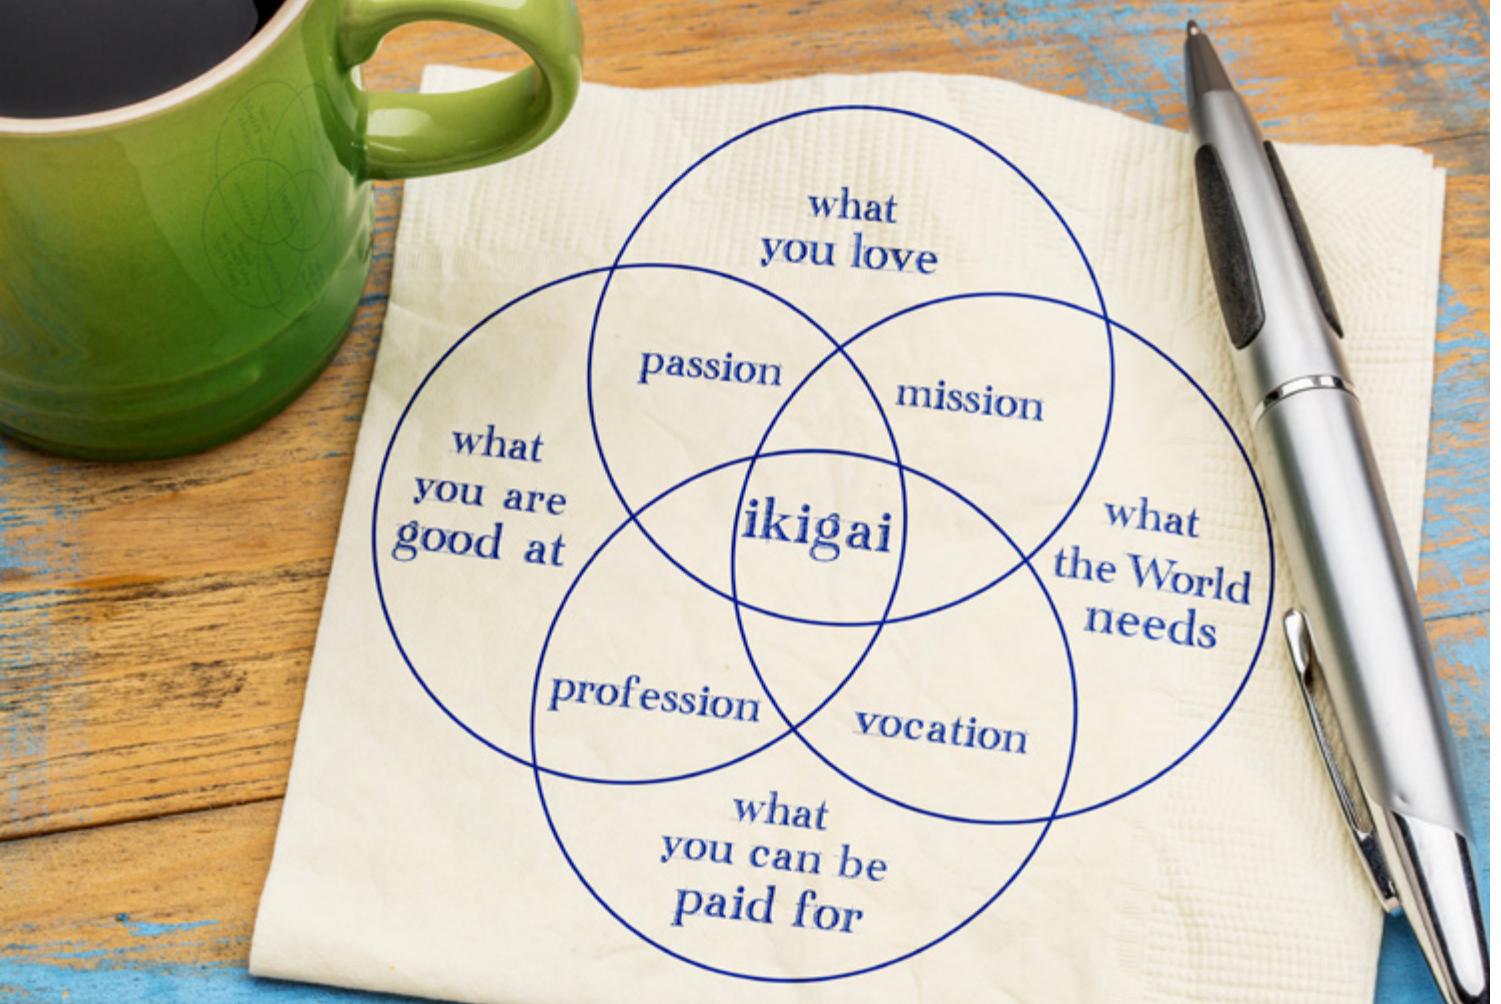 what
you love
passion
mission
what
you are
good at
ikigai
what
the World
needs
profession
vocation
what
you can be
paid for